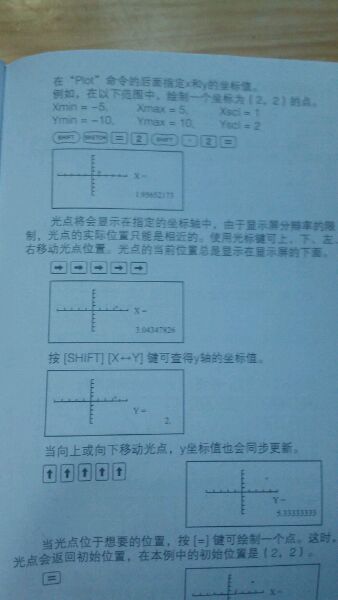 在“Plot”命令的后面指定x和y的坐标值。
例如，在以下范围中，绘制一个坐标为（2，2）的点。
Xmin = −5, Xmax = 5, Xscl = 1
Ymin = −10, Ymax = 10, Yscl = 2
SHIFT SKETCH = 2 SHIFT , 2 =
X =
1.95652173
光点将会显示在指定的坐标轴中，由于显示屏分辩率的限
制，光点的实际位置只能是相近的。使用光标键可上、下、左、
右移动光点位置。光点的当前位置总是显示在显示屏的下面。
→ → → → →
X =
3.04347826
按 [SHIFT] [X↔Y] 键可查得y轴的坐标值。
Y =
2.
当向上或向下移动光点，y坐标值也会同步更新。
↑ ↑ ↑ ↑ ↑
Y =
5.33333333
当光点位于想要的位置，按 [=] 键可绘制一个点。这时，
光点会返回初始位置，在本例中的初始位置是（2，2）。
=
X =